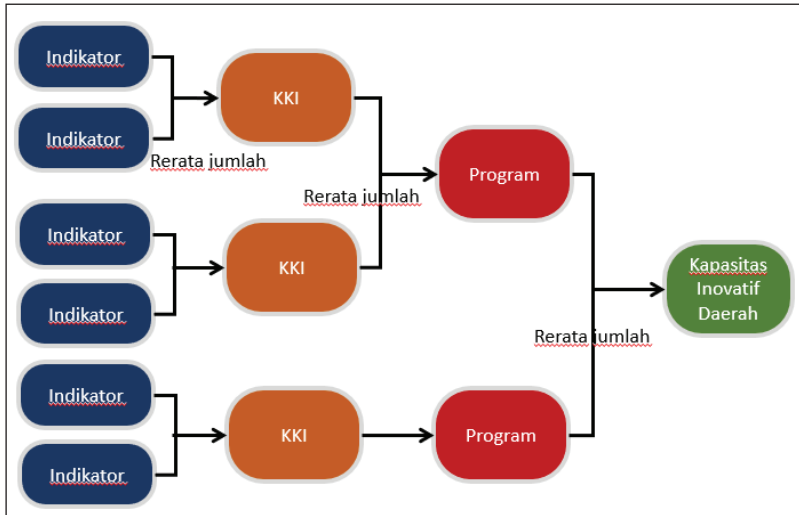 Indikator
KKI
Indikator
Rerata jumlah
Program
Rerata jumlah
Indikator
KKI
Indikator
Kapasitas
Inovatif
Daerah
Rerata jumlah
Indikator
KKI
Program
Indikator